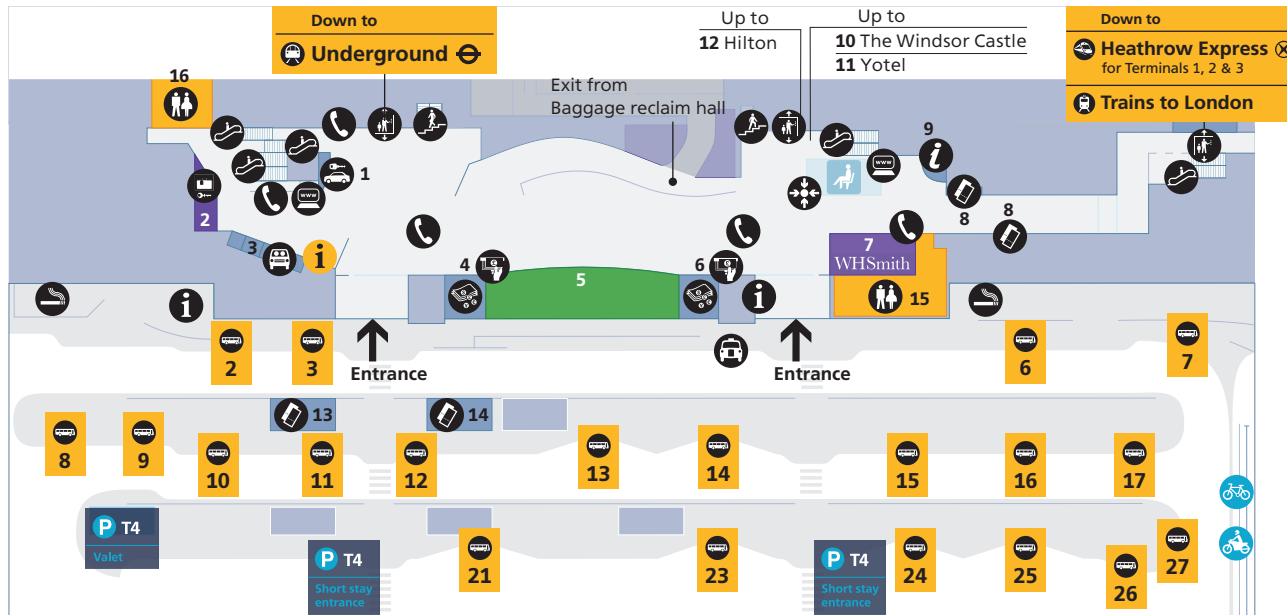 Down to
Underground
Up to
12 Hilton
Up to
10 The Windsor Castle
11 Yotel
Down to
Heathrow Express
for Terminals 1, 2 & 3
Trains to London
16
Exit from
Baggage reclaim hall
9
i
1
www
www
2
8
8
3
i
4
5
6
7
WHSmith
i
i
15
2
3
Entrance
Entrance
6
7
13
14
8
9
10
11
12
13
14
15
16
17
P T4
Valet
P T4
Short stay
entrance
21
23
P T4
Short stay
entrance
24
25
26
27